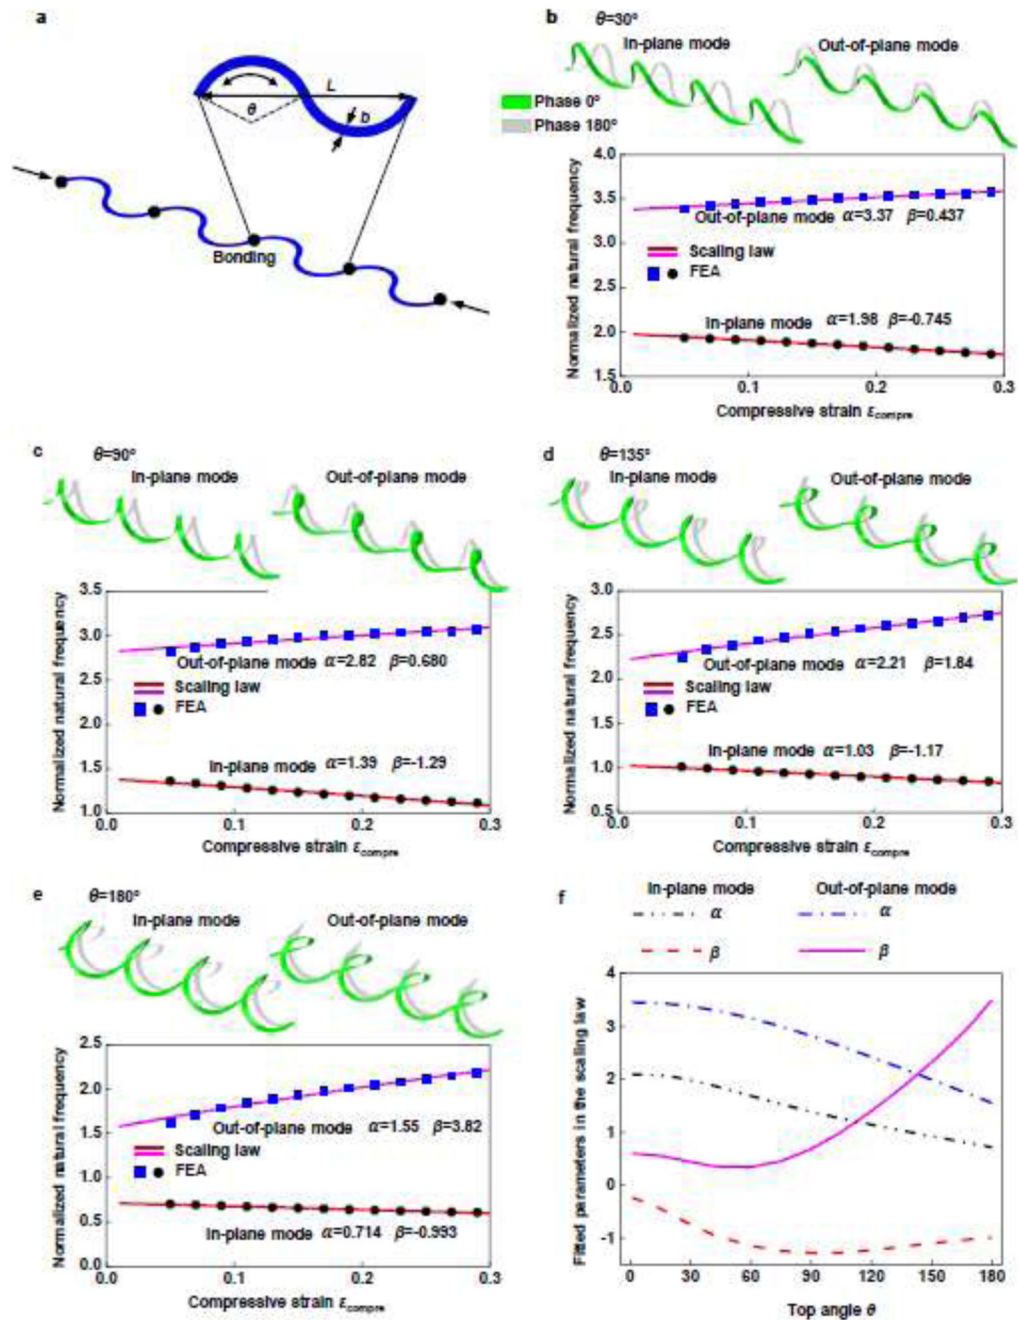 a
L
θ
b
Bonding
b θ=30°
In-plane mode Out-of-plane mode
Phase 0°
Phase 180°
4.0
3.5
3.0
2.5
2.0
1.5
Normalized natural frequency
Out-of-plane mode α=3.37 β=0.437
Scaling law
FEA
In-plane mode α=1.98 β=-0.745
0.0 0.1 0.2 0.3
Compressive strain εcompre
c θ=90°
In-plane mode Out-of-plane mode
3.5
3.0
2.5
2.0
1.5
1.0
Normalized natural frequency
Out-of-plane mode α=2.82 β=0.680
Scaling law
FEA
In-plane mode α=1.39 β=-1.29
0.0 0.1 0.2 0.3
Compressive strain εcompre
d θ=135°
In-plane mode Out-of-plane mode
3.0
2.5
2.0
1.5
1.0
0.5
Normalized natural frequency
Out-of-plane mode α=2.21 β=1.84
Scaling law
FEA
In-plane mode α=1.03 β=-1.17
0.0 0.1 0.2 0.3
Compressive strain εcompre
e θ=180°
In-plane mode Out-of-plane mode
2.5
2.0
1.5
1.0
0.5
0.0
Normalized natural frequency
Out-of-plane mode α=1.55 β=3.82
Scaling law
FEA
In-plane mode α=0.714 β=-0.993
0.0 0.1 0.2 0.3
Compressive strain εcompre
f
In-plane mode Out-of-plane mode
α α
β β
4
3
2
1
0
-1
Fitted parameters in the scaling law
0 30 60 90 120 150 180
Top angle θ